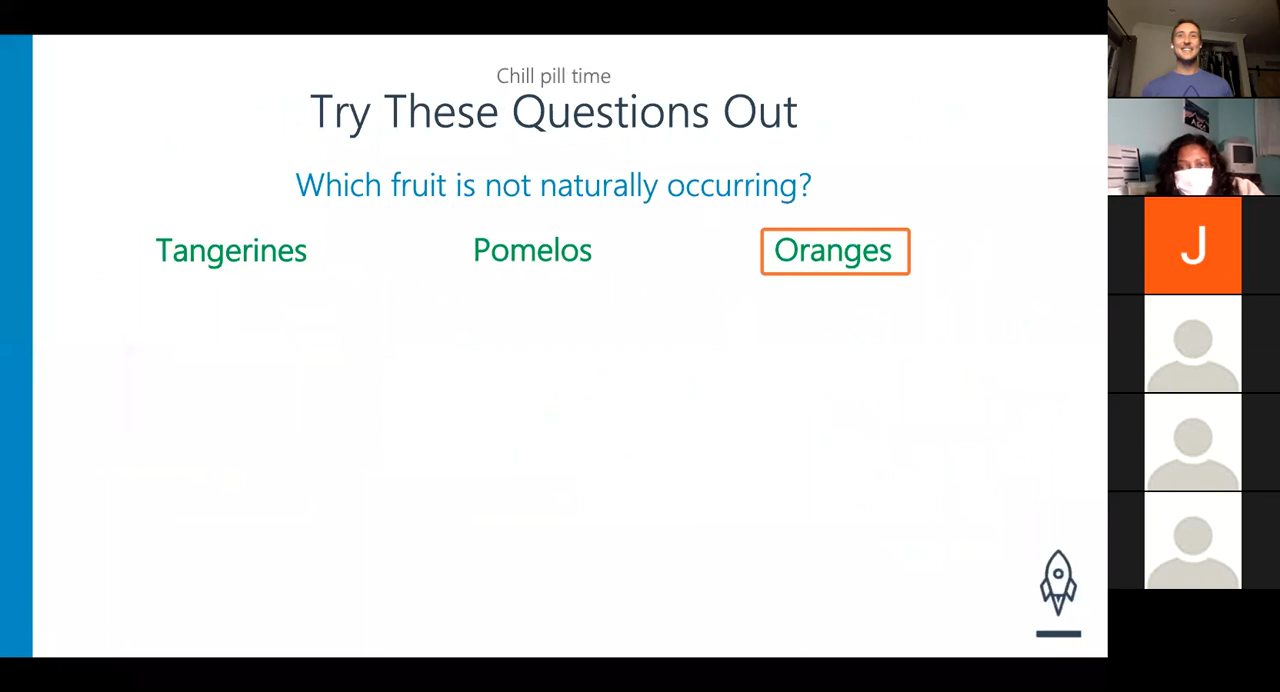 Chill pill time
Try These Questions Out
Which fruit is not naturally occurring?
Tangerines Pomelos Oranges
J